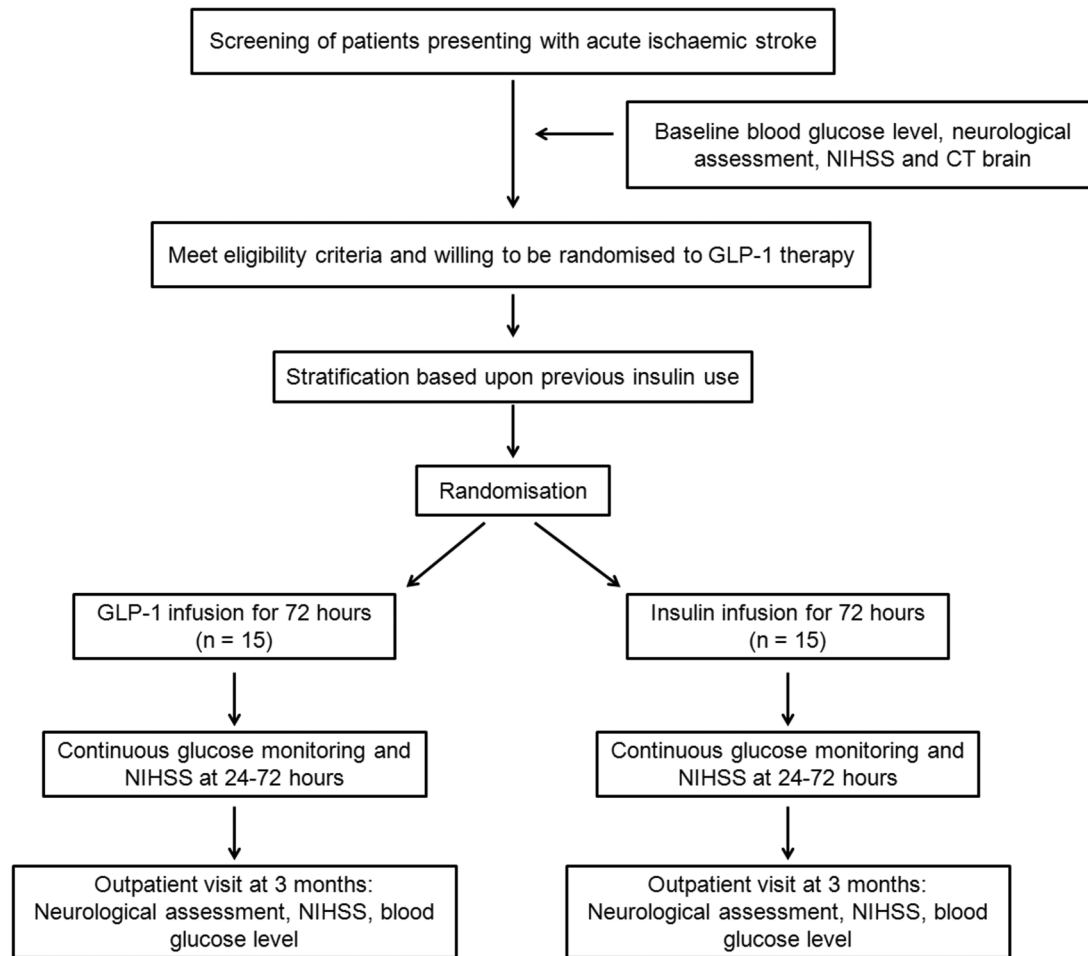 Screening of patients presenting with acute ischaemic stroke
Baseline blood glucose level, neurological
assessment, NIHSS and CT brain
Meet eligibility criteria and willing to be randomised to GLP-1 therapy
Stratification based upon previous insulin use
Randomisation
GLP-1 infusion for 72 hours
(n = 15)
Insulin infusion for 72 hours
(n = 15)
Continuous glucose monitoring and
NIHSS at 24-72 hours
Continuous glucose monitoring and
NIHSS at 24-72 hours
Outpatient visit at 3 months:
Neurological assessment, NIHSS, blood
glucose level
Outpatient visit at 3 months:
Neurological assessment, NIHSS, blood
glucose level